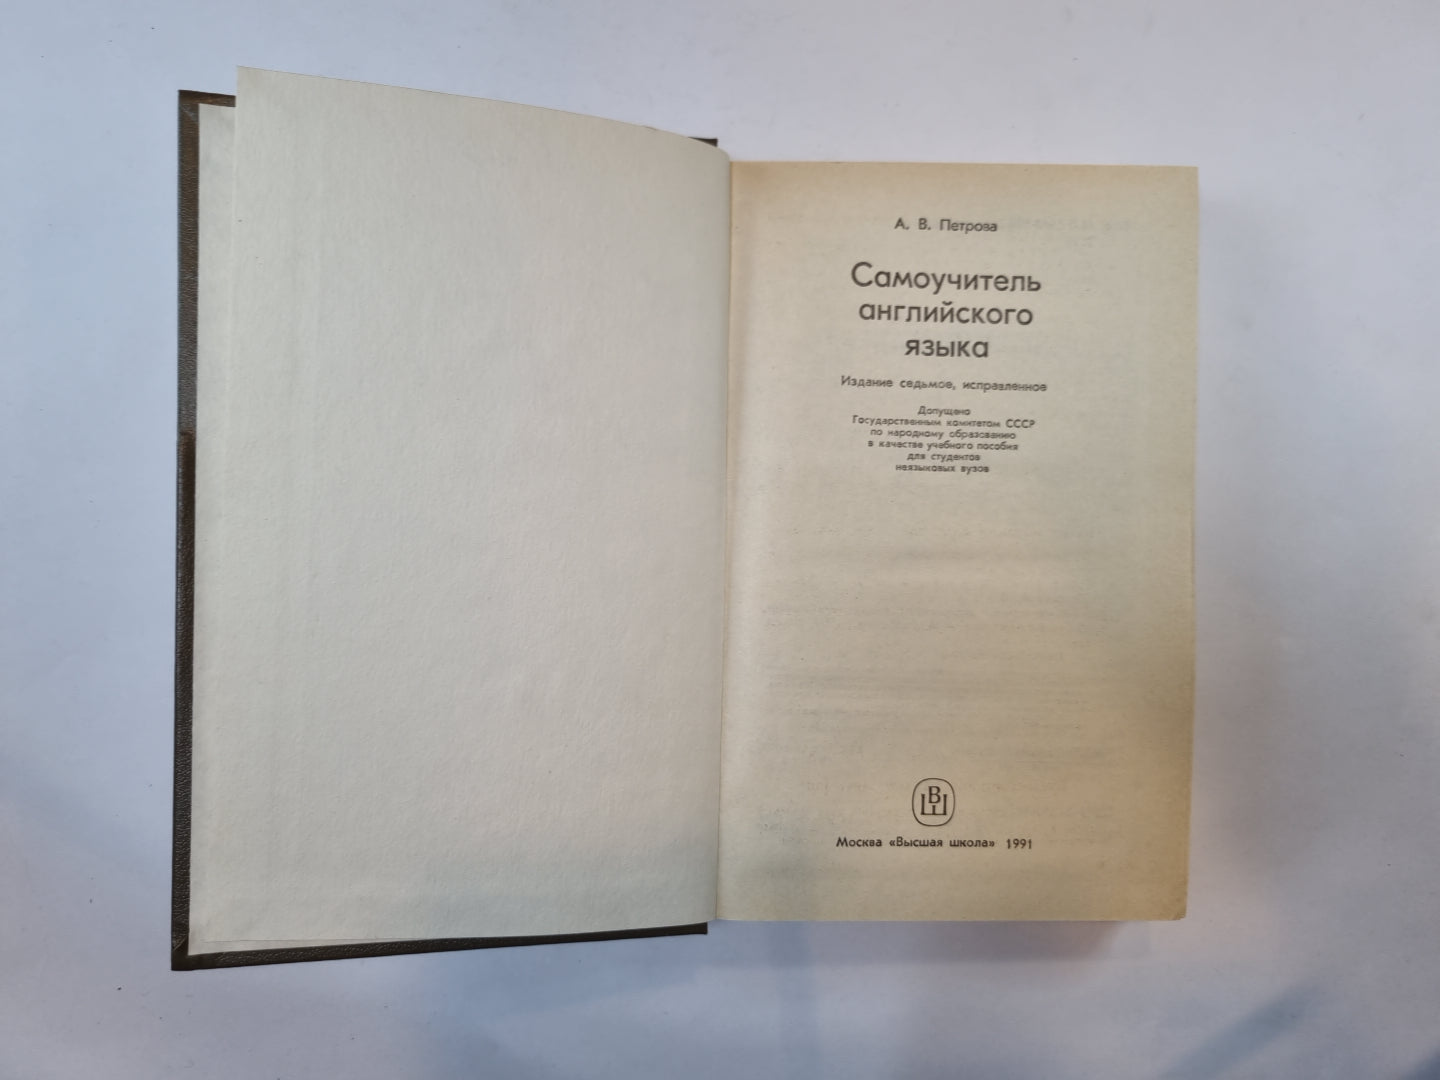 А. В. Петрова
Самоучитель
английского
языка
Издание седьмое, исправленное
Допущено
Государственным комитетом СССР
по народному образованию
в качестве учебного пособия
для студентов
неязыковых вузов
ВШ
Москва «Высшая школа» 1991